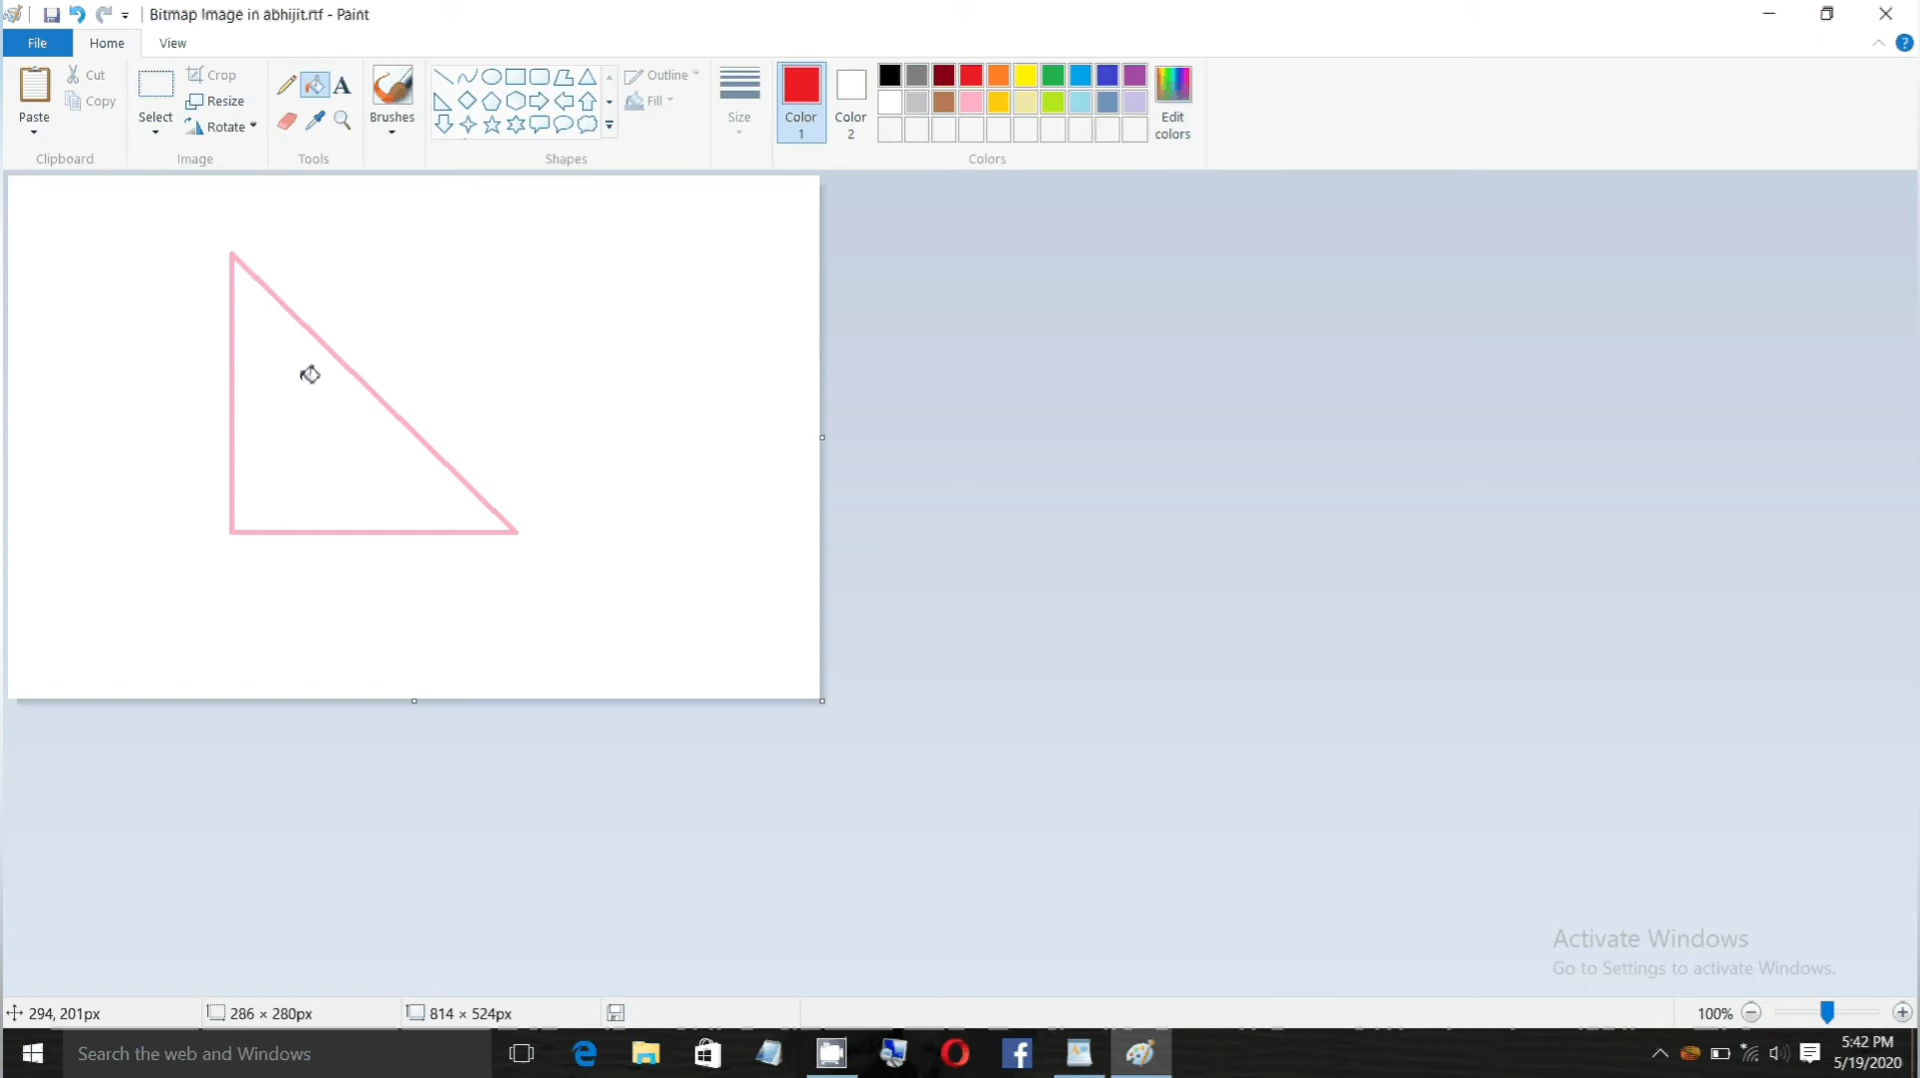 Bitmap Image in abhijit.rtf - Paint
File Home View
Paste
Cut
Copy
Clipboard
Select
Crop
Resize
Rotate
Image
A
Tools
Brushes
Shapes
Outline
Fill
Size
Color 1
Color 2
Edit colors
Colors
Activate Windows
Go to Settings to activate Windows.
294, 201px
286 × 280px
814 × 524px
100%
Search the web and Windows
5:42 PM
5/19/2020